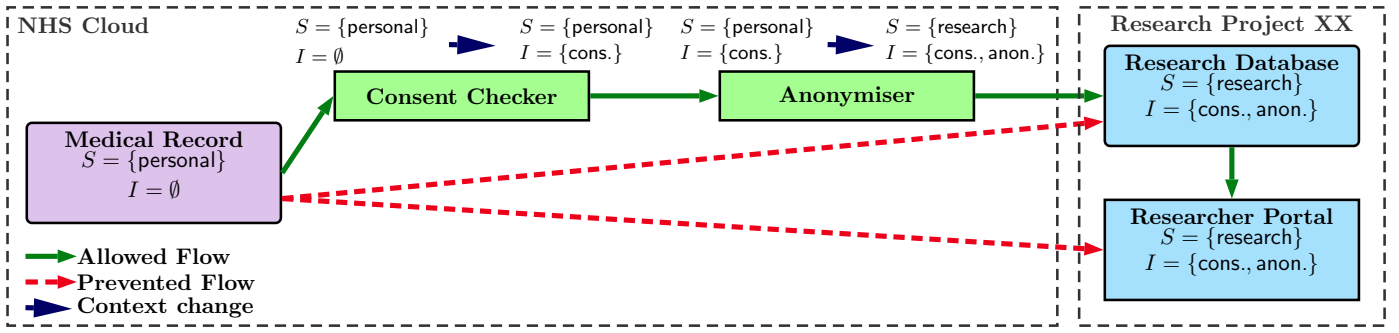 NHS Cloud
S = {personal}
I = ∅
S = {personal}
I = {cons.}
S = {personal}
I = {cons.}
S = {research}
I = {cons., anon.}
Consent Checker
Anonymiser
Medical Record
S = {personal}
I = ∅
Allowed Flow
Prevented Flow
Context change
Research Project XX
Research Database
S = {research}
I = {cons., anon.}
Researcher Portal
S = {research}
I = {cons., anon.}